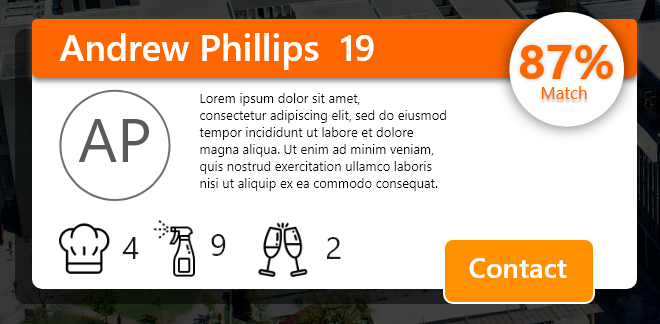 Andrew Phillips 19
87%
Match
AP
Lorem ipsum dolor sit amet,
consectetur adipiscing elit, sed do eiusmod
tempor incididunt ut labore et dolore
magna aliqua. Ut enim ad minim veniam,
quis nostrud exercitation ullamco laboris
nisi ut aliquip ex ea commodo consequat.
4 9 2
Contact